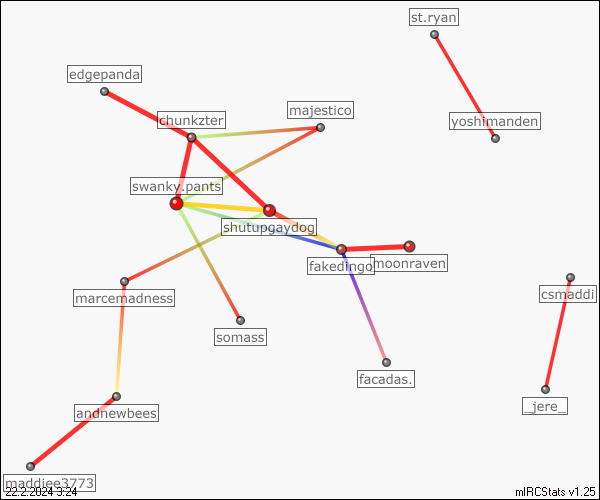 st.ryan
edgepanda
majestico
chunkzter
yoshimanden
swanky.pants
shutupgaydog
fakedingo
moonraven
marcemadness
csmaddi
somass
facadas.
andnewbees
_jere_
maddiee3773
22.2.2024 3:24
mIRCStats v1.25